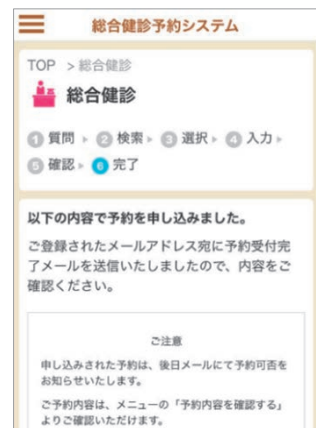 総合健診予約システム
TOP >総合健診
総合健診
1 質問 ▸ 2 検索 ▸ 3 選択 ▸ 4 入力 ▸
5 確認 ▸ 6 完了
以下の内容で予約を申し込みました。
ご登録されたメールアドレス宛に予約受付完
了メールを送信いたしましたので、内容をご
確認ください。
ご注意
申し込みされた予約は、後日メールにて予約可否を
お知らせいたします。
ご予約内容は、メニューの「予約内容を確認する」
よりご確認いただけます。